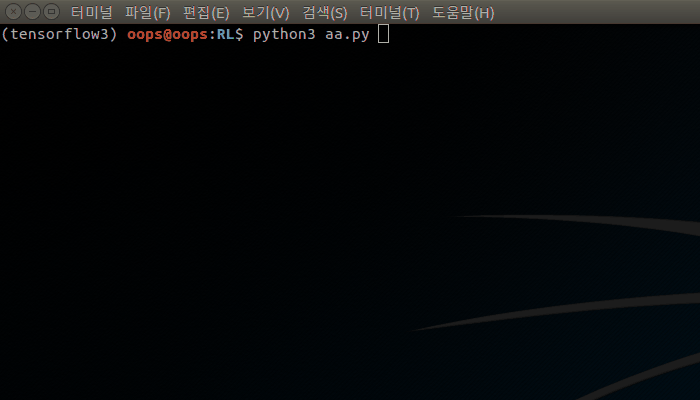 터미널 파일(F) 편집(E) 보기(V) 검색(S) 터미널(T) 도움말(H)
(tensorflow3) oops@oops:RL$ python3 aa.py